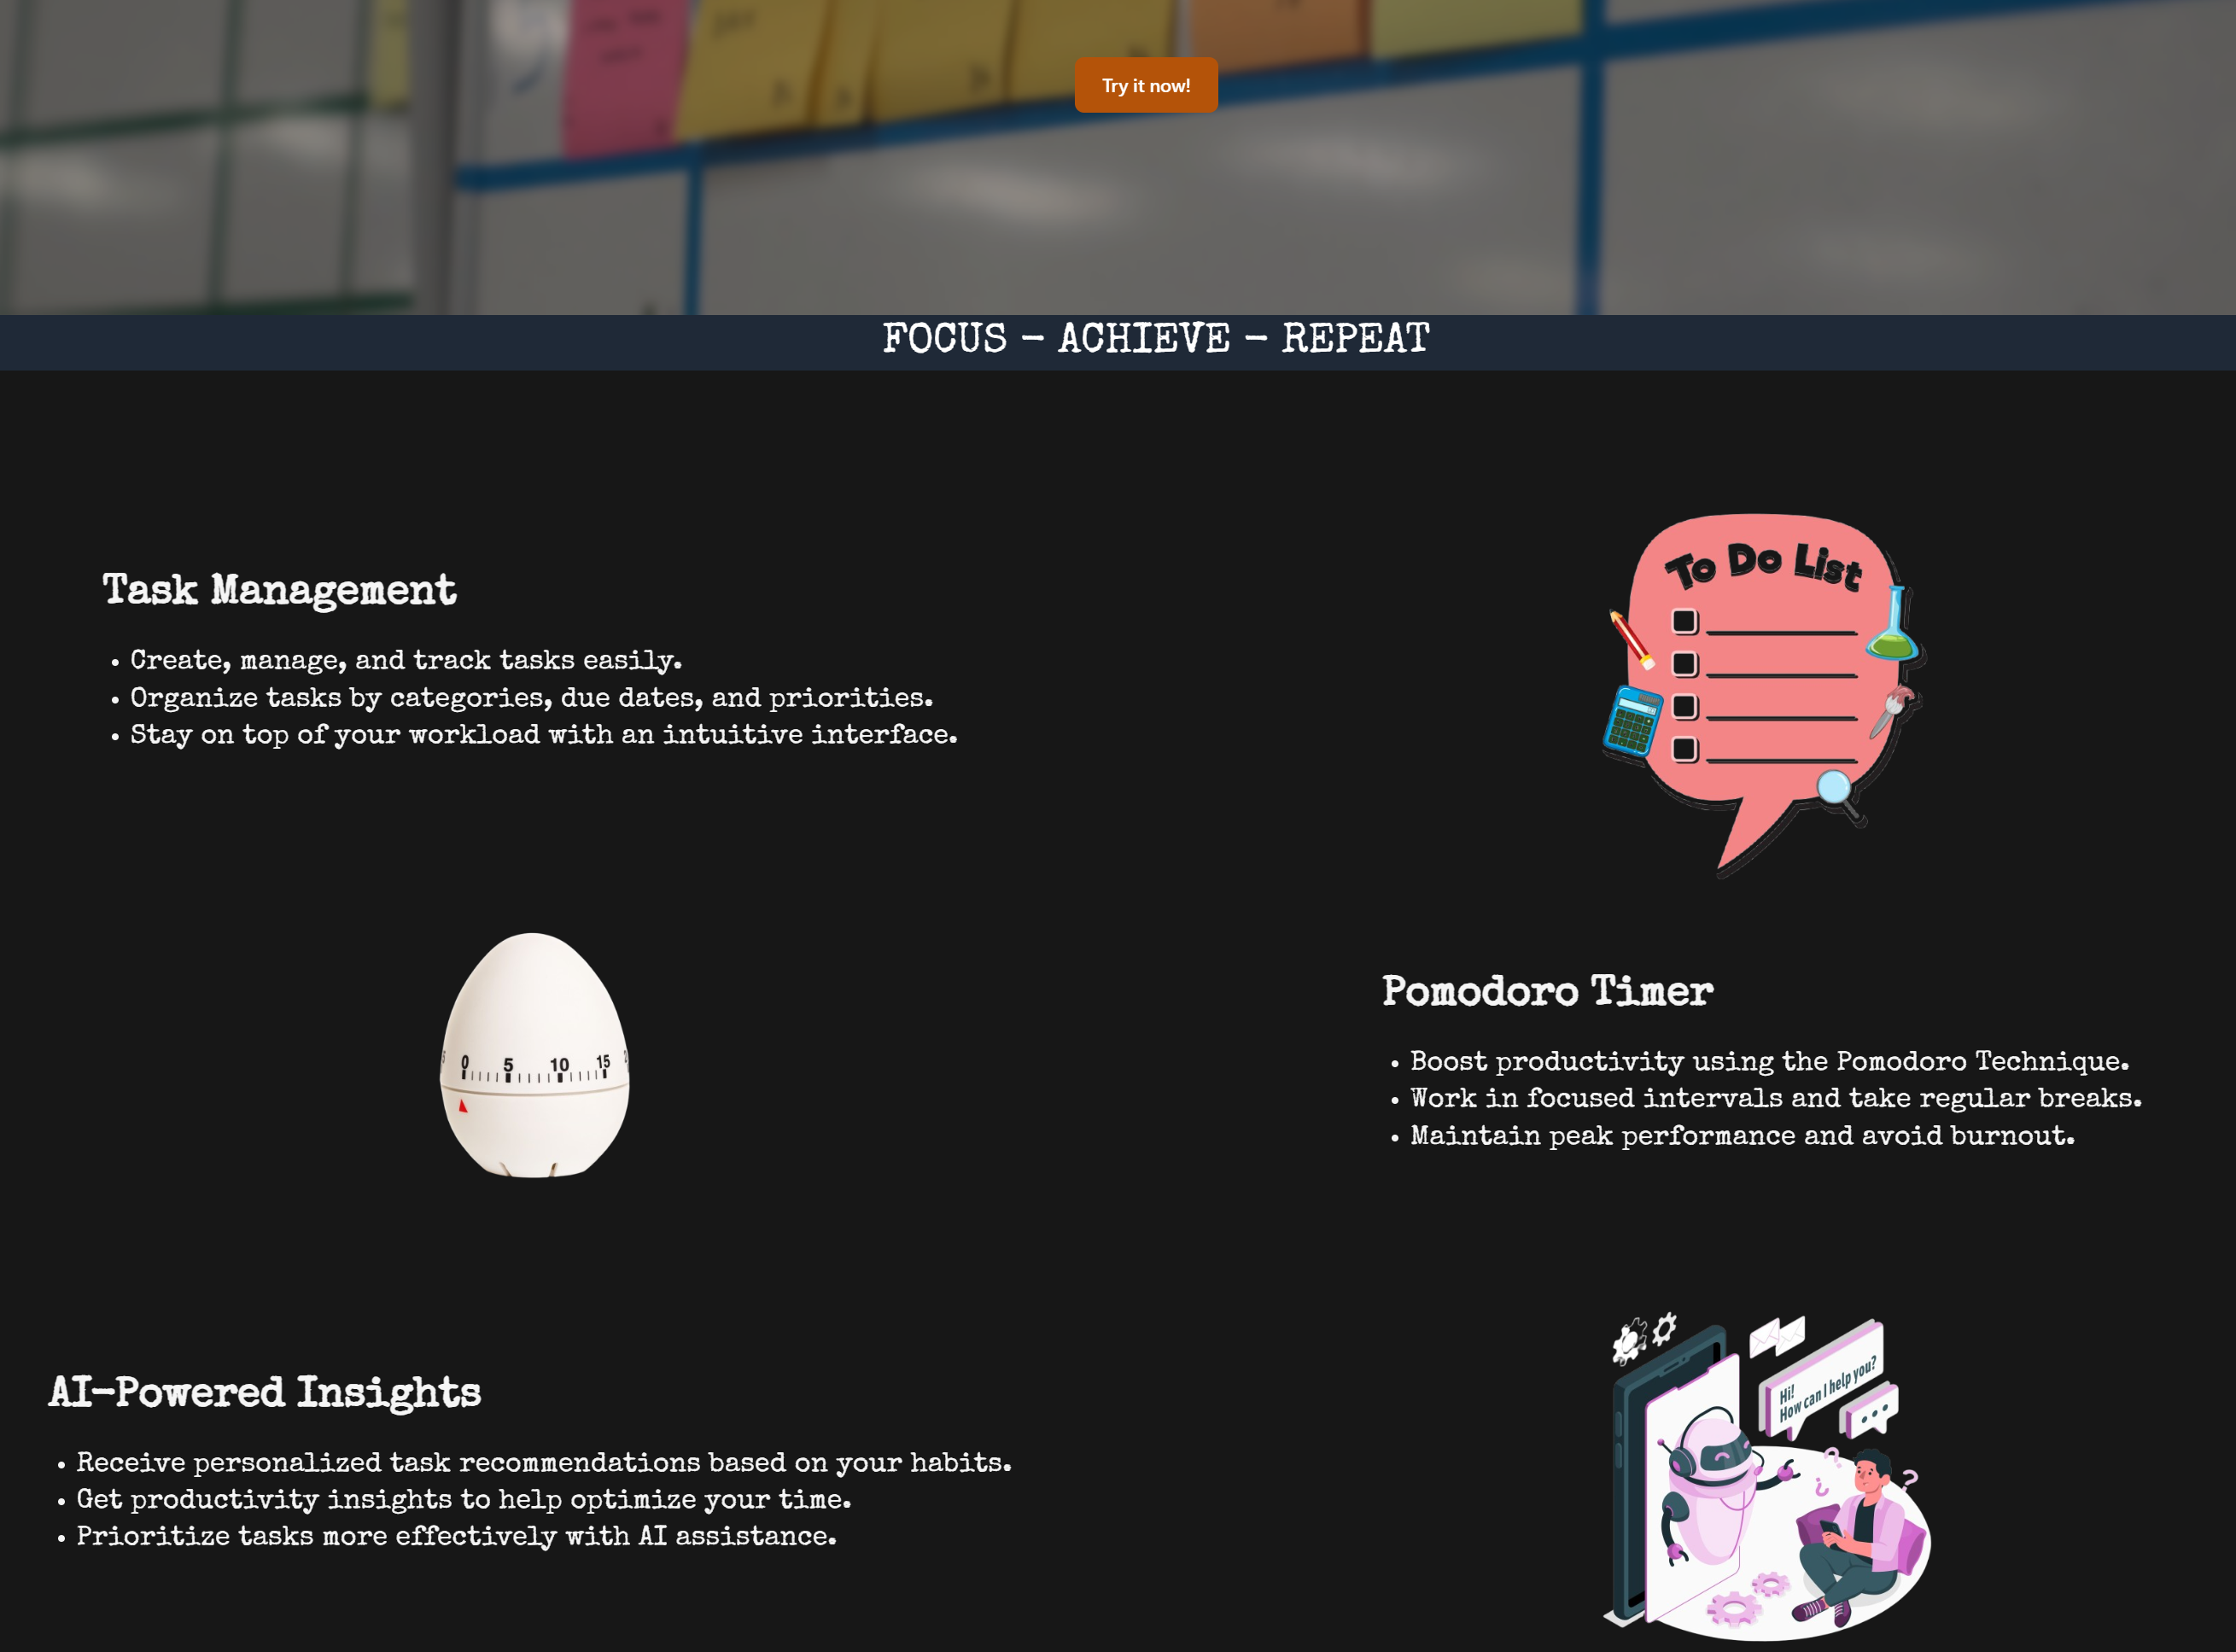 Try it now!
FOCUS - ACHIEVE - REPEAT
Task Management
• Create, manage, and track tasks easily.
• Organize tasks by categories, due dates, and priorities.
• Stay on top of your workload with an intuitive interface.
To Do List
0 5 10 15
Pomodoro Timer
• Boost productivity using the Pomodoro Technique.
• Work in focused intervals and take regular breaks.
• Maintain peak performance and avoid burnout.
AI-Powered Insights
• Receive personalized task recommendations based on your habits.
• Get productivity insights to help optimize your time.
• Prioritize tasks more effectively with AI assistance.
Hi!
How can I help you?